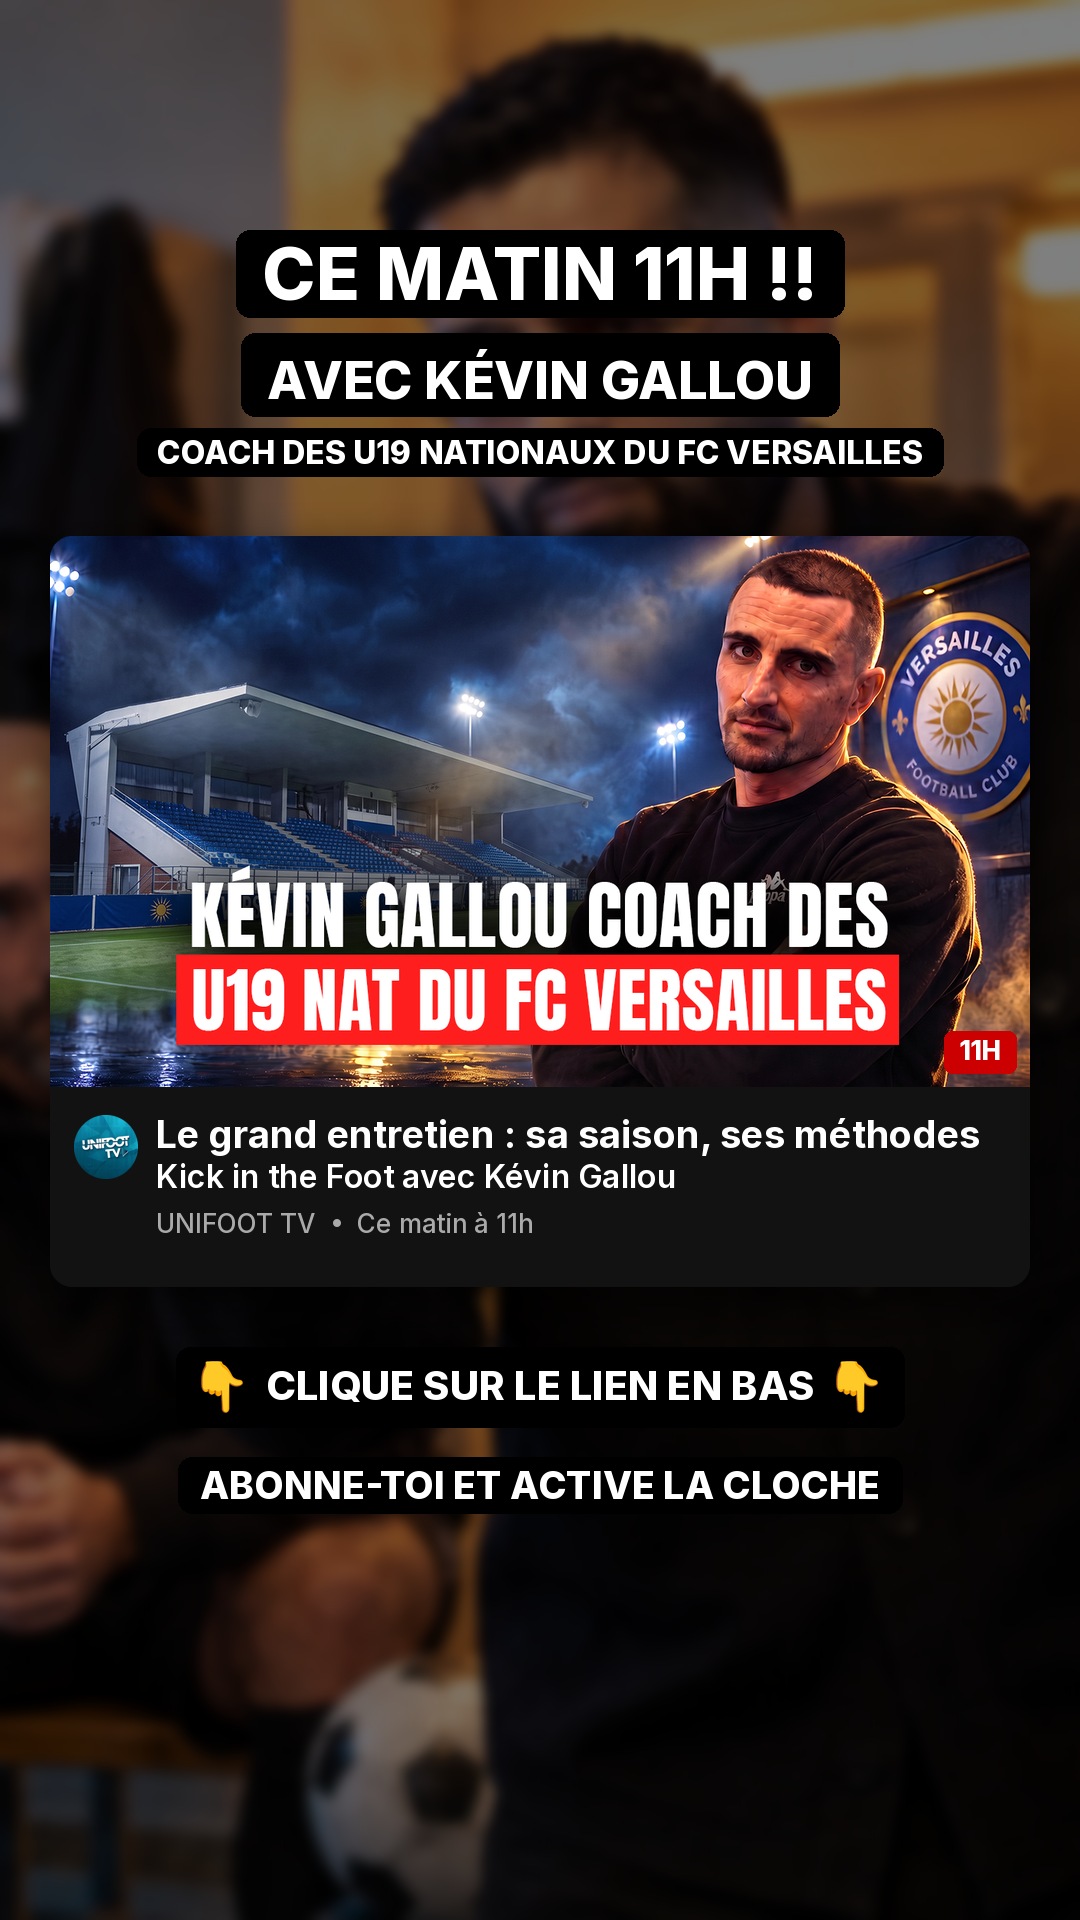 CE MATIN 11H !!
AVEC KÉVIN GALLOU
COACH DES U19 NATIONAUX DU FC VERSAILLES
VERSAILLES
FOOTBALL CLUB
Kappa
KÉVIN GALLOU COACH DES
U19 NAT DU FC VERSAILLES
11H
UNIFOOT
TV
Le grand entretien : sa saison, ses méthodes
Kick in the Foot avec Kévin Gallou
UNIFOOT TV • Ce matin à 11h
👇 CLIQUE SUR LE LIEN EN BAS 👇
ABONNE-TOI ET ACTIVE LA CLOCHE